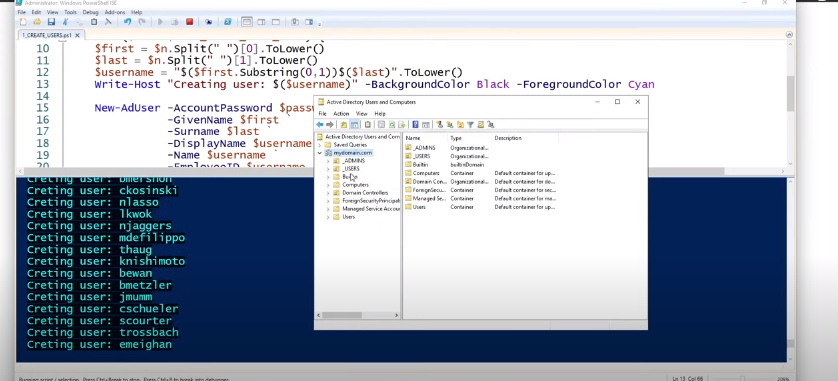 Administrator: Windows PowerShell ISE
File Edit View Tools Debug Add-ons Help
1_CREATE_USERS.ps1 X
10 $first = $n.Split(" ")[0].ToLower()
11 $last = $n.Split(" ")[1].ToLower()
12 $username = "$($first.Substring(0,1))$($last)".ToLower()
13 Write-Host "Creating user: $($username)" -BackgroundColor Black -ForegroundColor Cyan
14
15 New-AdUser -AccountPassword $passw
16 -GivenName $first `
17 -Surname $last `
18 -DisplayName $username
19 -Name $username `
20 -EmployeeID $username
Creting user: bmershon
Creting user: ckosinski
Creting user: nlasso
Creting user: lkwok
Creting user: njaggers
Creting user: mdefilippo
Creting user: thaug
Creting user: knishimoto
Creting user: bewan
Creting user: bmetzler
Creting user: jmumm
Creting user: cschueler
Creting user: scourter
Creting user: trossbach
Creting user: emeighan
Active Directory Users and Computers
File Action View Help
Active Directory Users and Com
Saved Queries
mydomain.com
_ADMINS
_USERS
Builtin
Computers
Domain Controllers
ForeignSecurityPrincipals
Managed Service Accou
Users
Name Type Description
_ADMINS Organizational...
_USERS Organizational...
Builtin builtinDomain
Computers Container Default container for up...
Domain Con... Organizational... Default container for do...
ForeignSecu... Container Default container for sec...
Managed Se... Container Default container for ma...
Users Container Default container for up...
Running script / selection. Press Ctrl+Break to stop. Press Ctrl+B to break into debugger.
Ln 13 Col 66